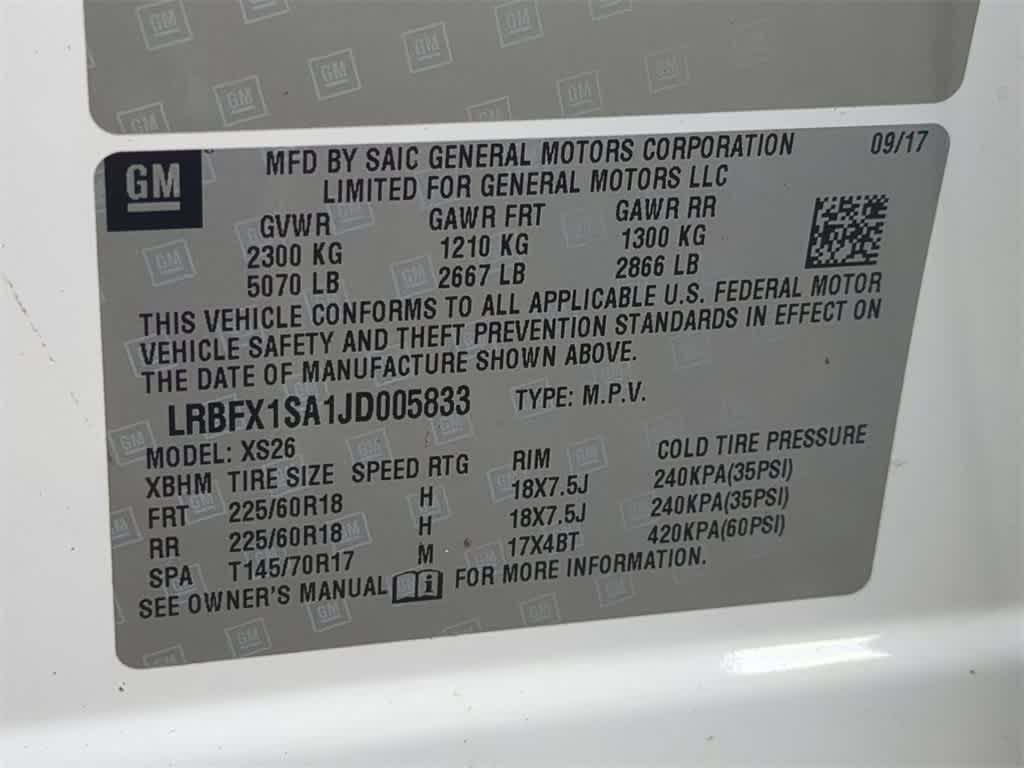 GM
MFD BY SAIC GENERAL MOTORS CORPORATION 09/17
LIMITED FOR GENERAL MOTORS LLC
GVWR GAWR FRT GAWR RR
2300 KG 1210 KG 1300 KG
5070 LB 2667 LB 2866 LB
THIS VEHICLE CONFORMS TO ALL APPLICABLE U.S. FEDERAL MOTOR
VEHICLE SAFETY AND THEFT PREVENTION STANDARDS IN EFFECT ON
THE DATE OF MANUFACTURE SHOWN ABOVE.
LRBFX1SA1JD005833 TYPE: M.P.V.
MODEL: XS26
XBHM TIRE SIZE SPEED RTG RIM COLD TIRE PRESSURE
FRT 225/60R18 H 18X7.5J 240KPA(35PSI)
RR 225/60R18 H 18X7.5J 240KPA(35PSI)
SPA T145/70R17 M 17X4BT 420KPA(60PSI)
SEE OWNER'S MANUAL i FOR MORE INFORMATION.